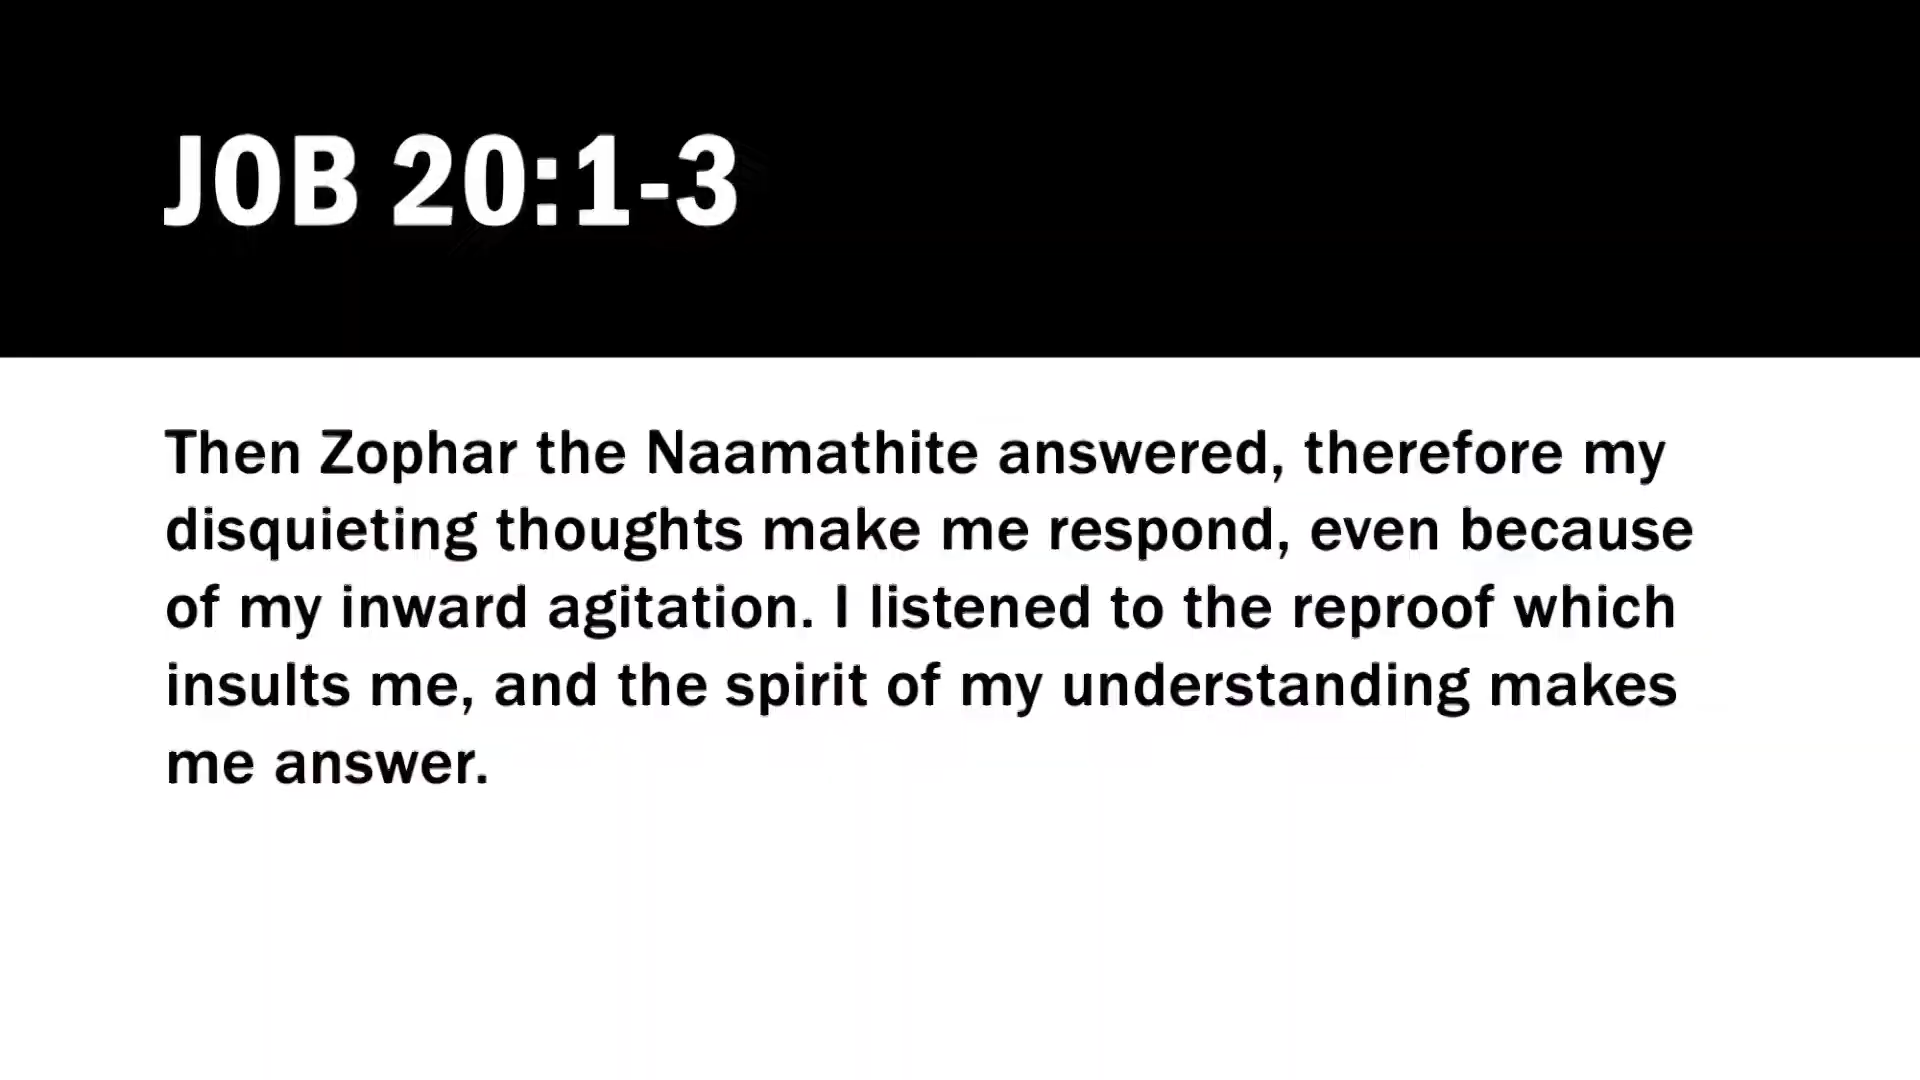 JOB 20:1-3
Then Zophar the Naamathite answered, therefore my
disquieting thoughts make me respond, even because
of my inward agitation. I listened to the reproof which
insults me, and the spirit of my understanding makes
me answer.